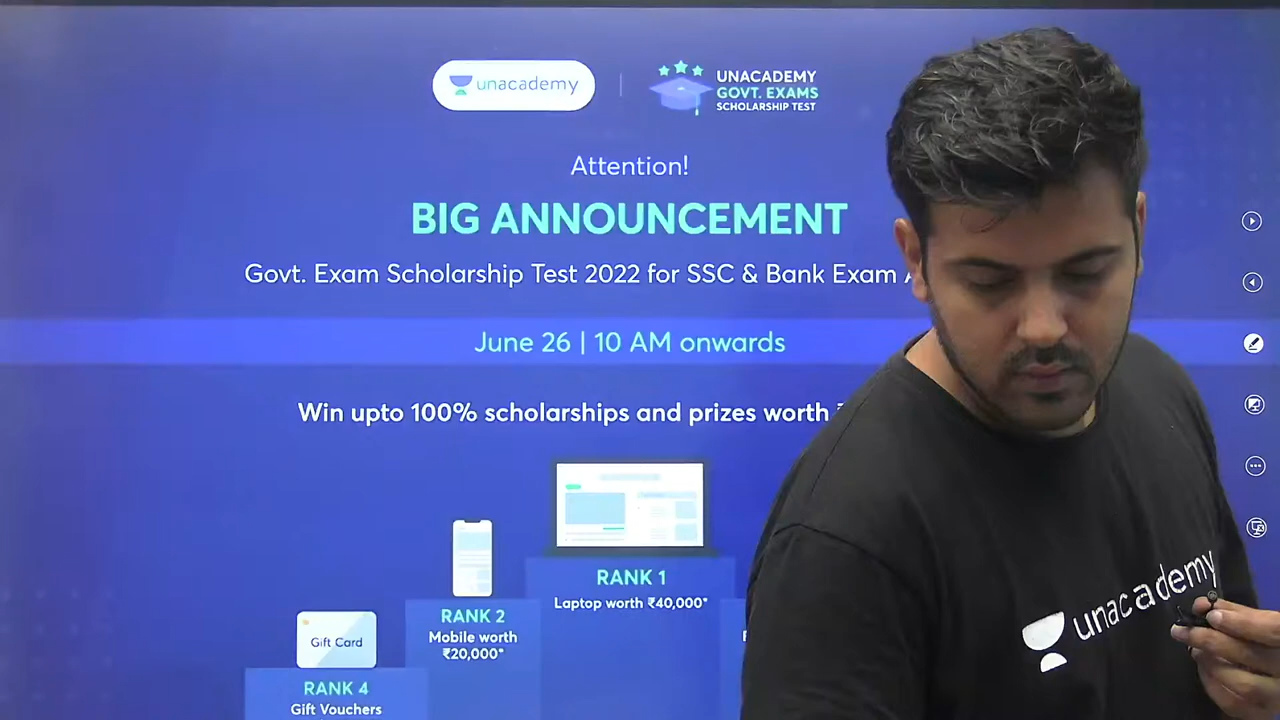 unacademy
UNACADEMY
GOVT. EXAMS
SCHOLARSHIP TEST
Attention!
BIG ANNOUNCEMENT
Govt. Exam Scholarship Test 2022 for SSC & Bank Exam
June 26 | 10 AM onwards
Win upto 100% scholarships and prizes worth
RANK 1
Laptop worth ₹40,000*
RANK 2
Mobile worth
₹20,000*
Gift Card
RANK 4
Gift Vouchers
unacademy